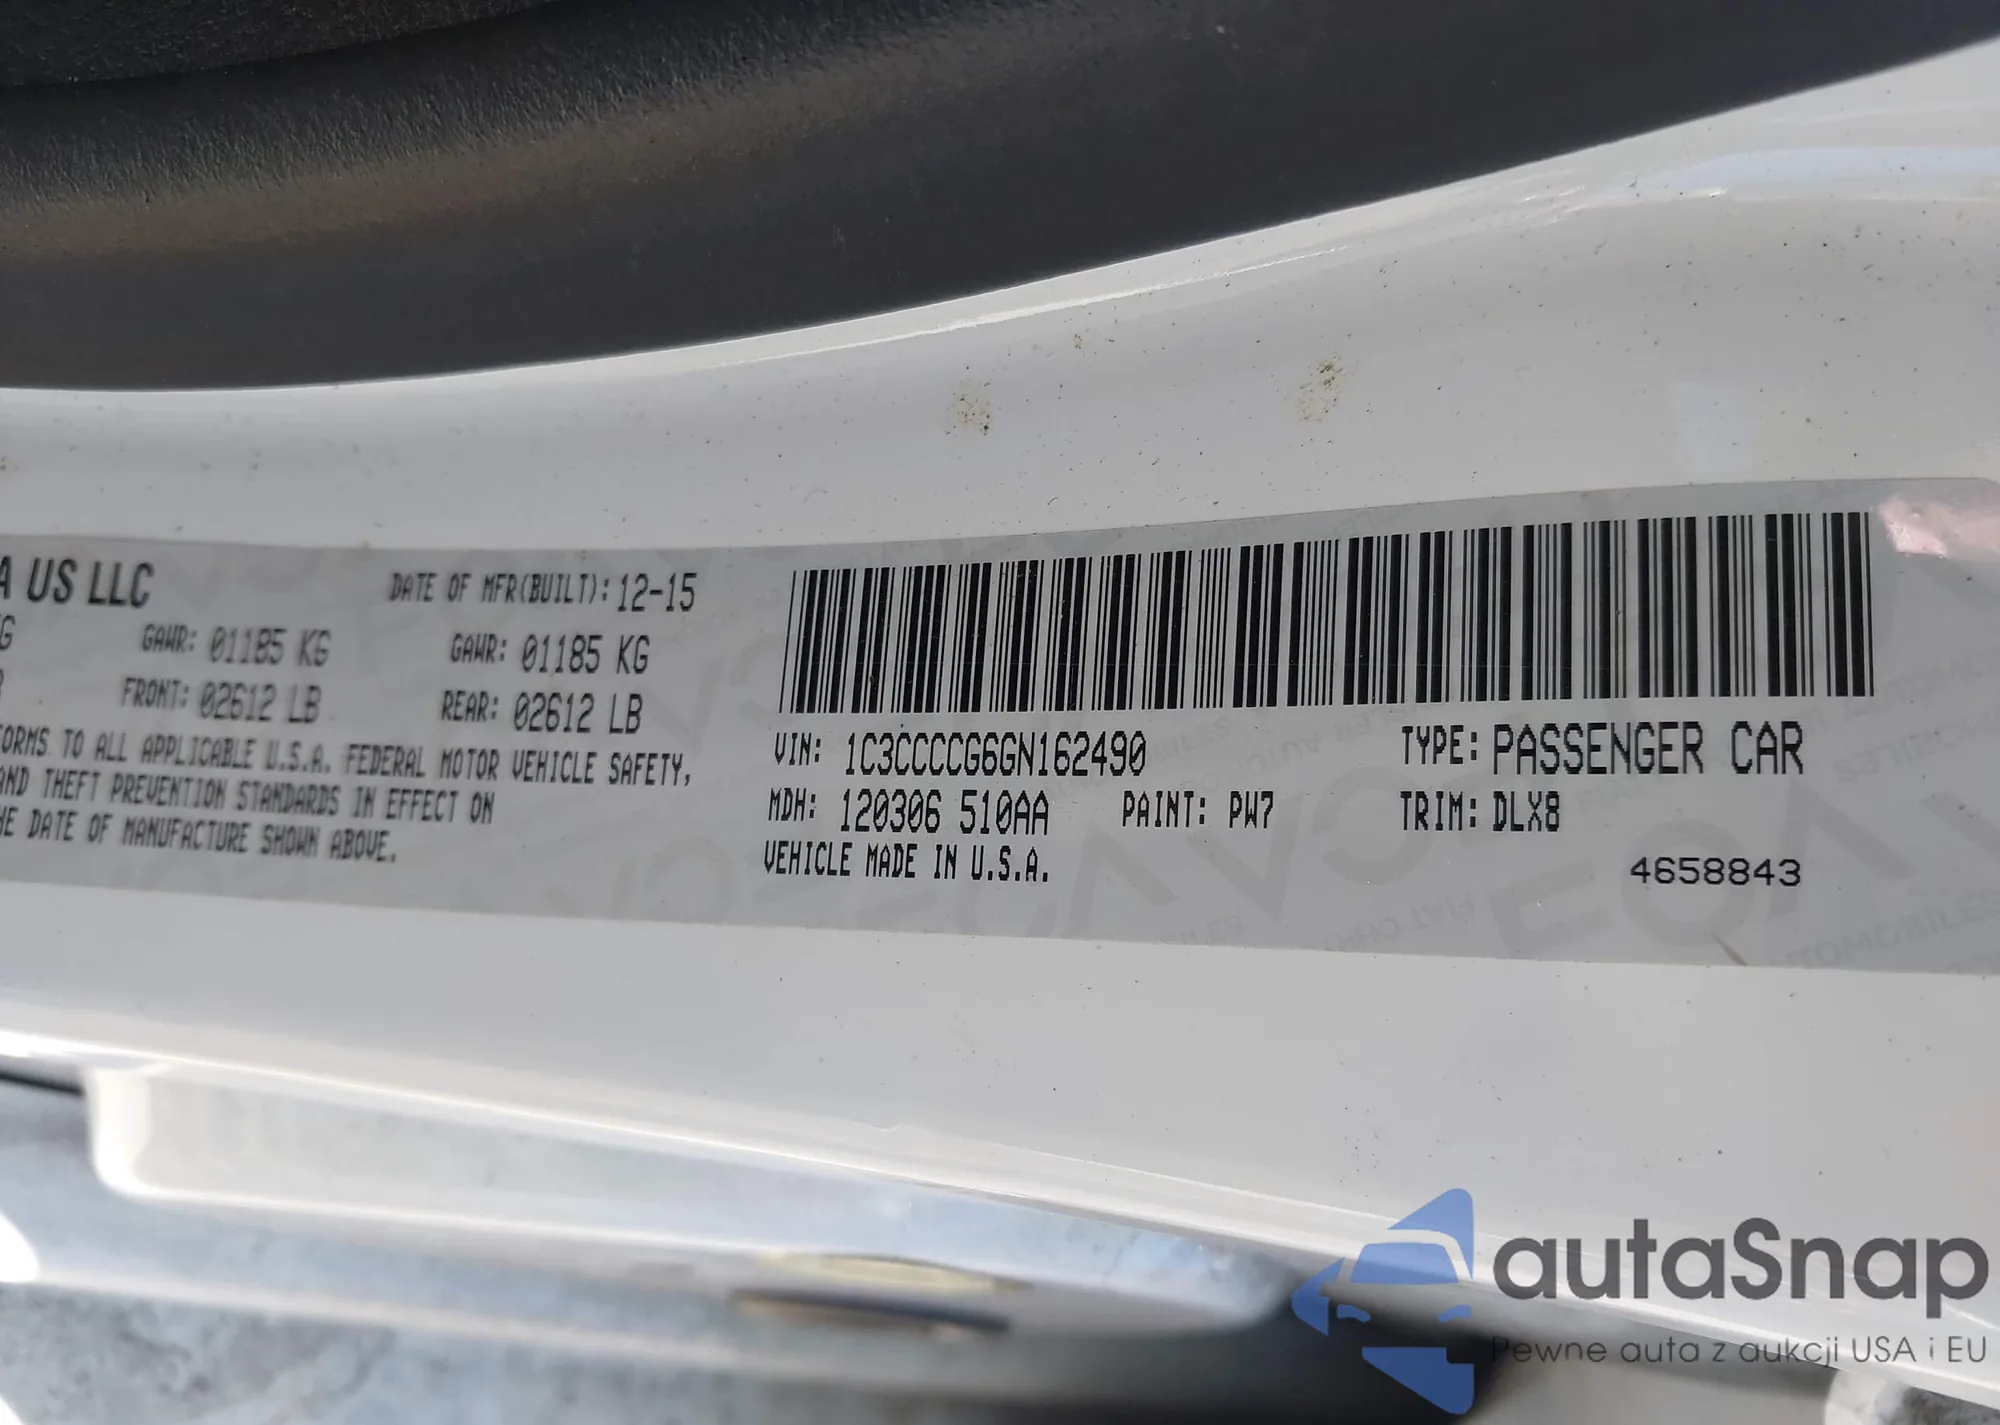 A US LLC
DATE OF MFR(BUILT): 12-15
GAWR: 01185 KG
GAWR: 01185 KG
FRONT: 02612 LB
REAR: 02612 LB
ORMS TO ALL APPLICABLE U.S.A. FEDERAL MOTOR VEHICLE SAFETY,
AND THEFT PREVENTION STANDARDS IN EFFECT ON
HE DATE OF MANUFACTURE SHOWN ABOVE.
VIN: 1C3CCCCG6GN162490
TYPE: PASSENGER CAR
MDH: 120306 510AA
PAINT: PW7
TRIM: DLX8
VEHICLE MADE IN U.S.A.
4658843
autaSnap
Pewne auta z aukcji USA i EU